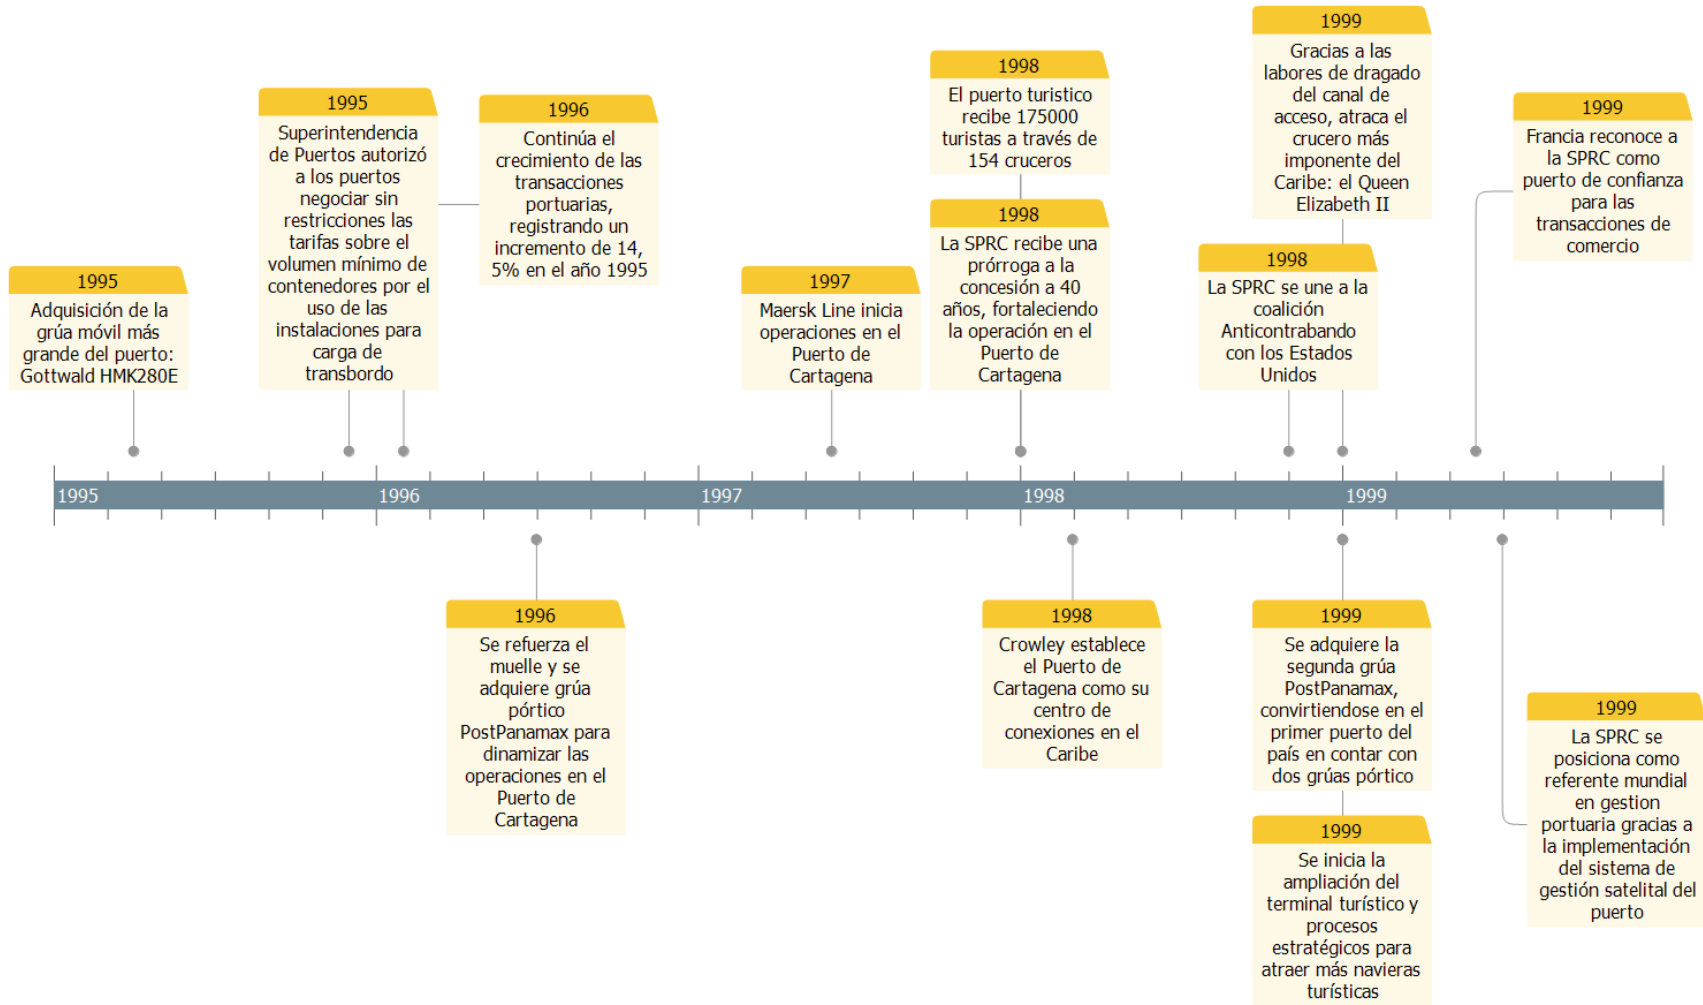 1995
Adquisición de la
grúa móvil más
grande del puerto:
Gottwald HMK280E
1995
Superintendencia
de Puertos autorizó
a los puertos
negociar sin
restricciones las
tarifas sobre el
volumen mínimo de
contenedores por el
uso de las
instalaciones para
carga de
transbordo
1996
Continúa el
crecimiento de las
transacciones
portuarias,
registrando un
incremento de 14,
5% en el año 1995
1997
Maersk Line inicia
operaciones en el
Puerto de
Cartagena
1998
El puerto turistico
recibe 175000
turistas a través de
154 cruceros
1998
La SPRC recibe una
prórroga a la
concesión a 40
años, fortaleciendo
la operación en el
Puerto de
Cartagena
1998
La SPRC se une a la
coalición
Anticontrabando
con los Estados
Unidos
1999
Gracias a las
labores de dragado
del canal de
acceso, atraca el
crucero más
imponente del
Caribe: el Queen
Elizabeth II
1999
Francia reconoce a
la SPRC como
puerto de confianza
para las
transacciones de
comercio
1995
1996
1997
1998
1999
1996
Se refuerza el
muelle y se
adquiere grúa
pórtico
PostPanamax para
dinamizar las
operaciones en el
Puerto de
Cartagena
1998
Crowley establece
el Puerto de
Cartagena como su
centro de
conexiones en el
Caribe
1999
Se adquiere la
segunda grúa
PostPanamax,
convirtiendose en el
primer puerto del
país en contar con
dos grúas pórtico
1999
Se inicia la
ampliación del
terminal turístico y
procesos
estratégicos para
atraer más navieras
turísticas
1999
La SPRC se
posiciona como
referente mundial
en gestion
portuaria gracias a
la implementación
del sistema de
gestión satelital del
puerto